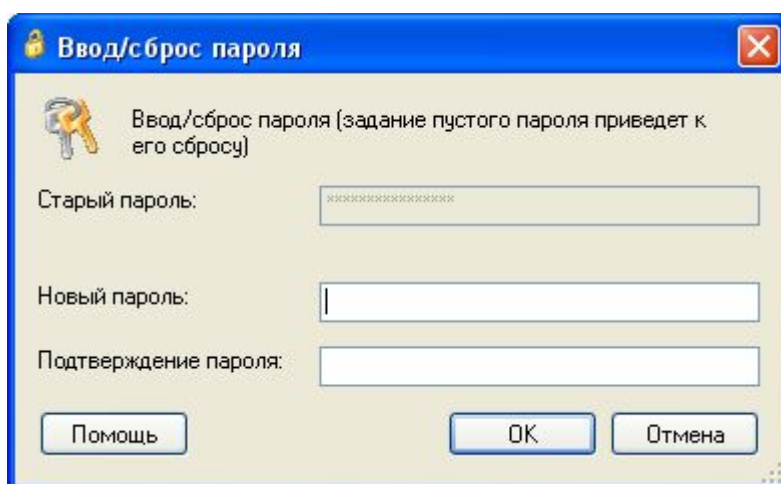 Ввод/сброс пароля
Ввод/сброс пароля (задание пустого пароля приведет к
его сбросу)
Старый пароль: ****************
Новый пароль:
Подтверждение пароля:
Помощь OK Отмена